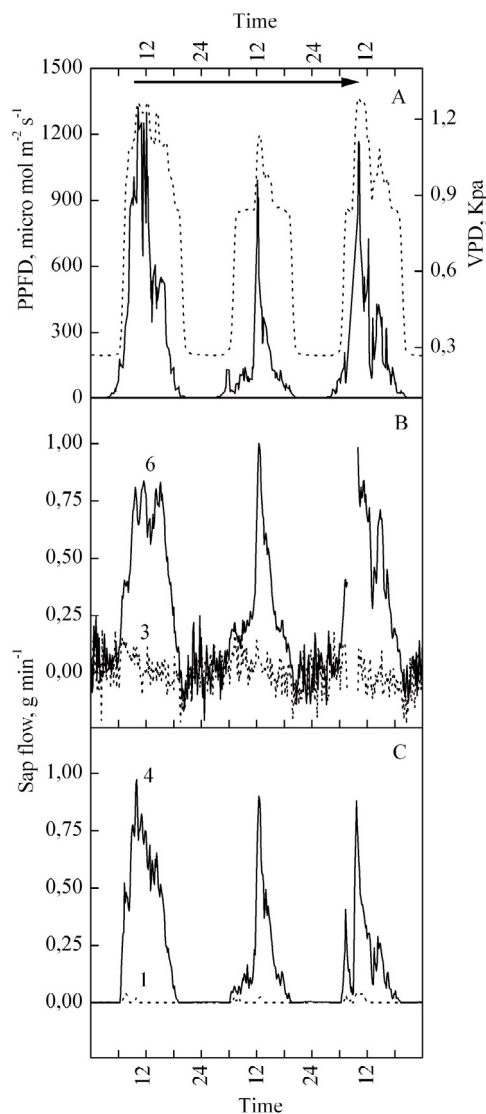 Time
12 24 12 24 12
A
1500
1200
900
600
300
0
PPFD, micro mol m⁻² s⁻¹
1,2
0,9
0,6
0,3
VPD, Kpa
B
1,00
0,75
0,50
0,25
0,00
6
3
Sap flow, g min⁻¹
C
1,00
0,75
0,50
0,25
0,00
4
1
12 24 12 24 12
Time